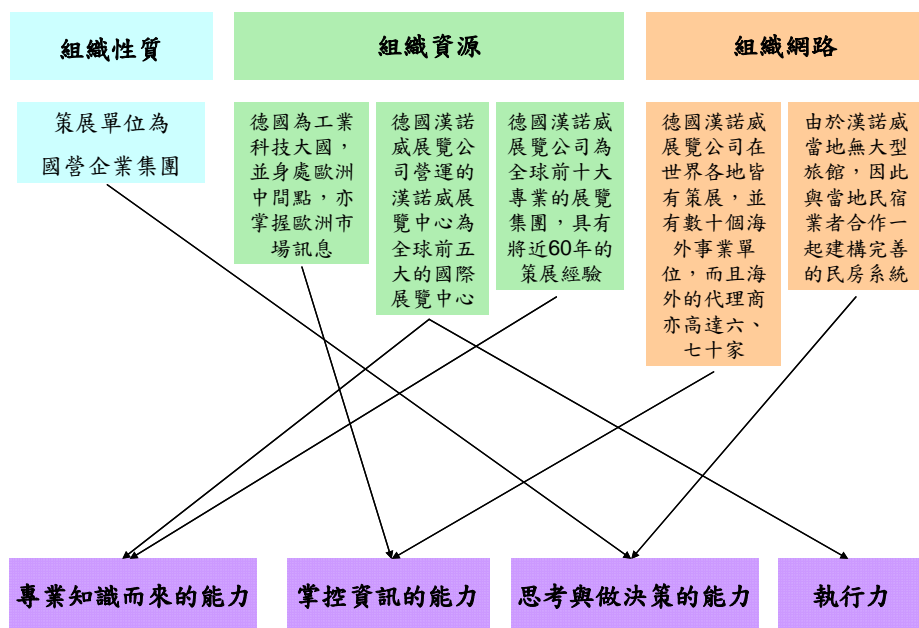 組織性質
組織資源
組織網路
策展單位為
國營企業集團
德國為工業
科技大國，
並身處歐洲
中間點，亦
掌握歐洲市
場訊息
德國漢諾
威展覽公
司營運的
漢諾威展
覽中心為
全球前五
大的國際
展覽中心
德國漢諾威
展覽公司為
全球前十大
專業的展覽
集團，具有
將近60年的
策展經驗
德國漢諾威
展覽公司在
世界各地皆
有策展，並
有數十個海
外事業單
位，而且海
外的代理商
亦高達六、
七十家
由於漢諾威
當地無大型
旅館，因此
與當地民宿
業者合作一
起建構完善
的民房系統
專業知識而來的能力
掌控資訊的能力
思考與做決策的能力
執行力